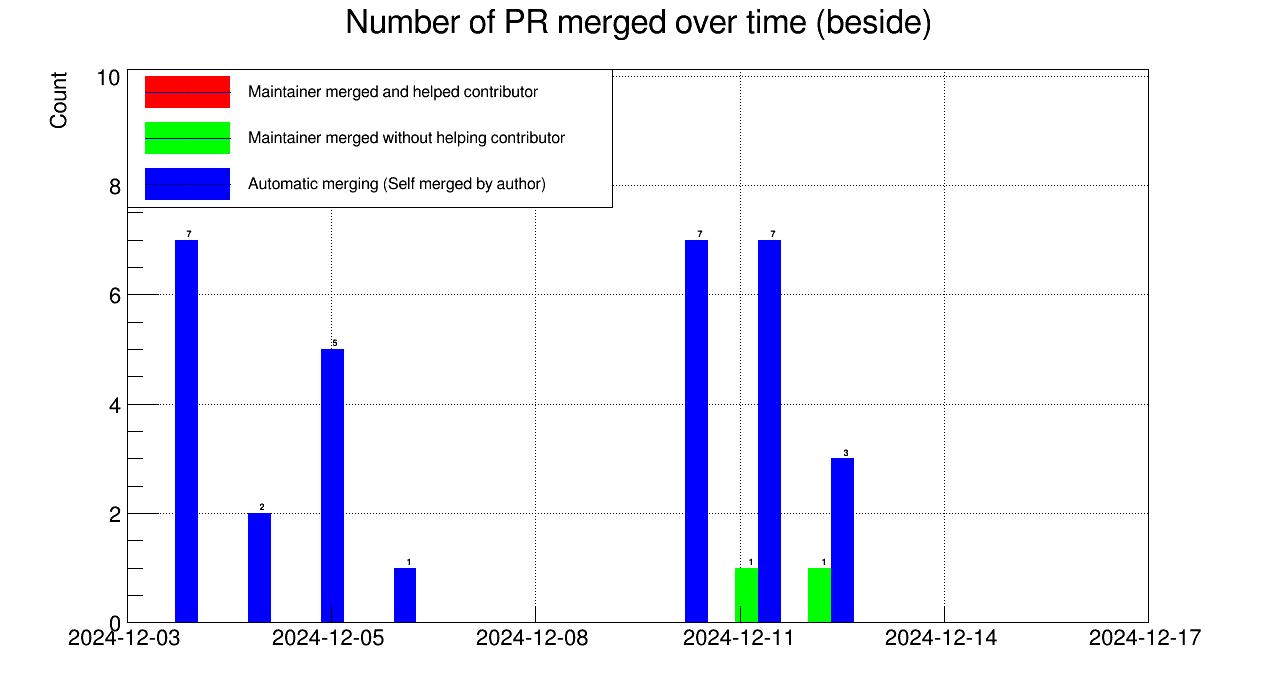 Number of PR merged over time (beside)
Count
10
8
6
4
2
0
Maintainer merged and helped contributor
Maintainer merged without helping contributor
Automatic merging (Self merged by author)
7
2
5
1
7
1
7
1
3
2024-12-03 2024-12-05 2024-12-08 2024-12-11 2024-12-14 2024-12-17